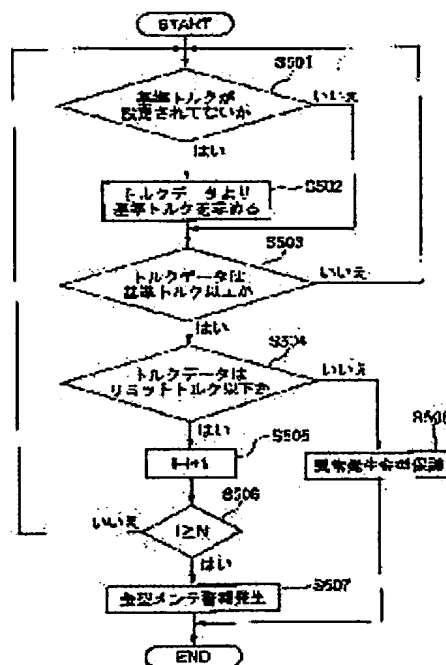 START
S501
基準トルクが
設定されてないか
いいえ
はい
S502
トルクデータより
基準トルクを求める
S503
トルクデータは
基準トルク以上か
いいえ
はい
S504
トルクデータは
リミットトルク以下か
いいえ
はい
S505
S508
I≥N
S506
いいえ
はい
S507
金型メンテ警報発生
END